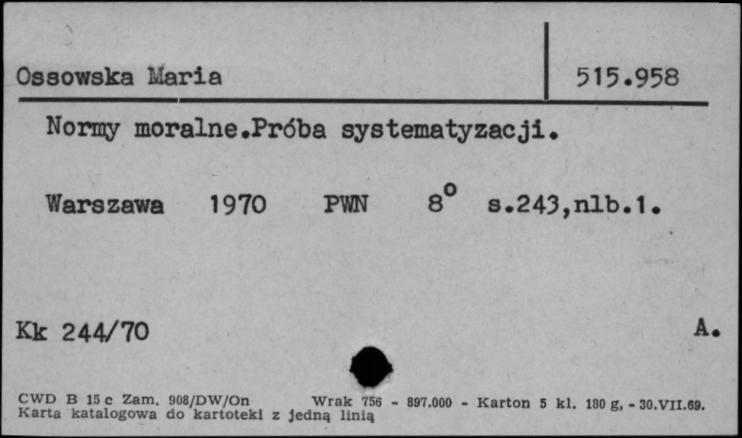 Ossowska Maria 515.958
Normy moralne.Próba systematyzacji.
Warszawa 1970 PWN 8° s.243,nlb.1.
Kk 244/70 A.
CWD B 15 c Zam. 908/DW/On Wrak 756 - 897.000 - Karton 5 kl. 180 g, - 30.VII.69.
Karta katalogowa do kartoteki z jedną linią